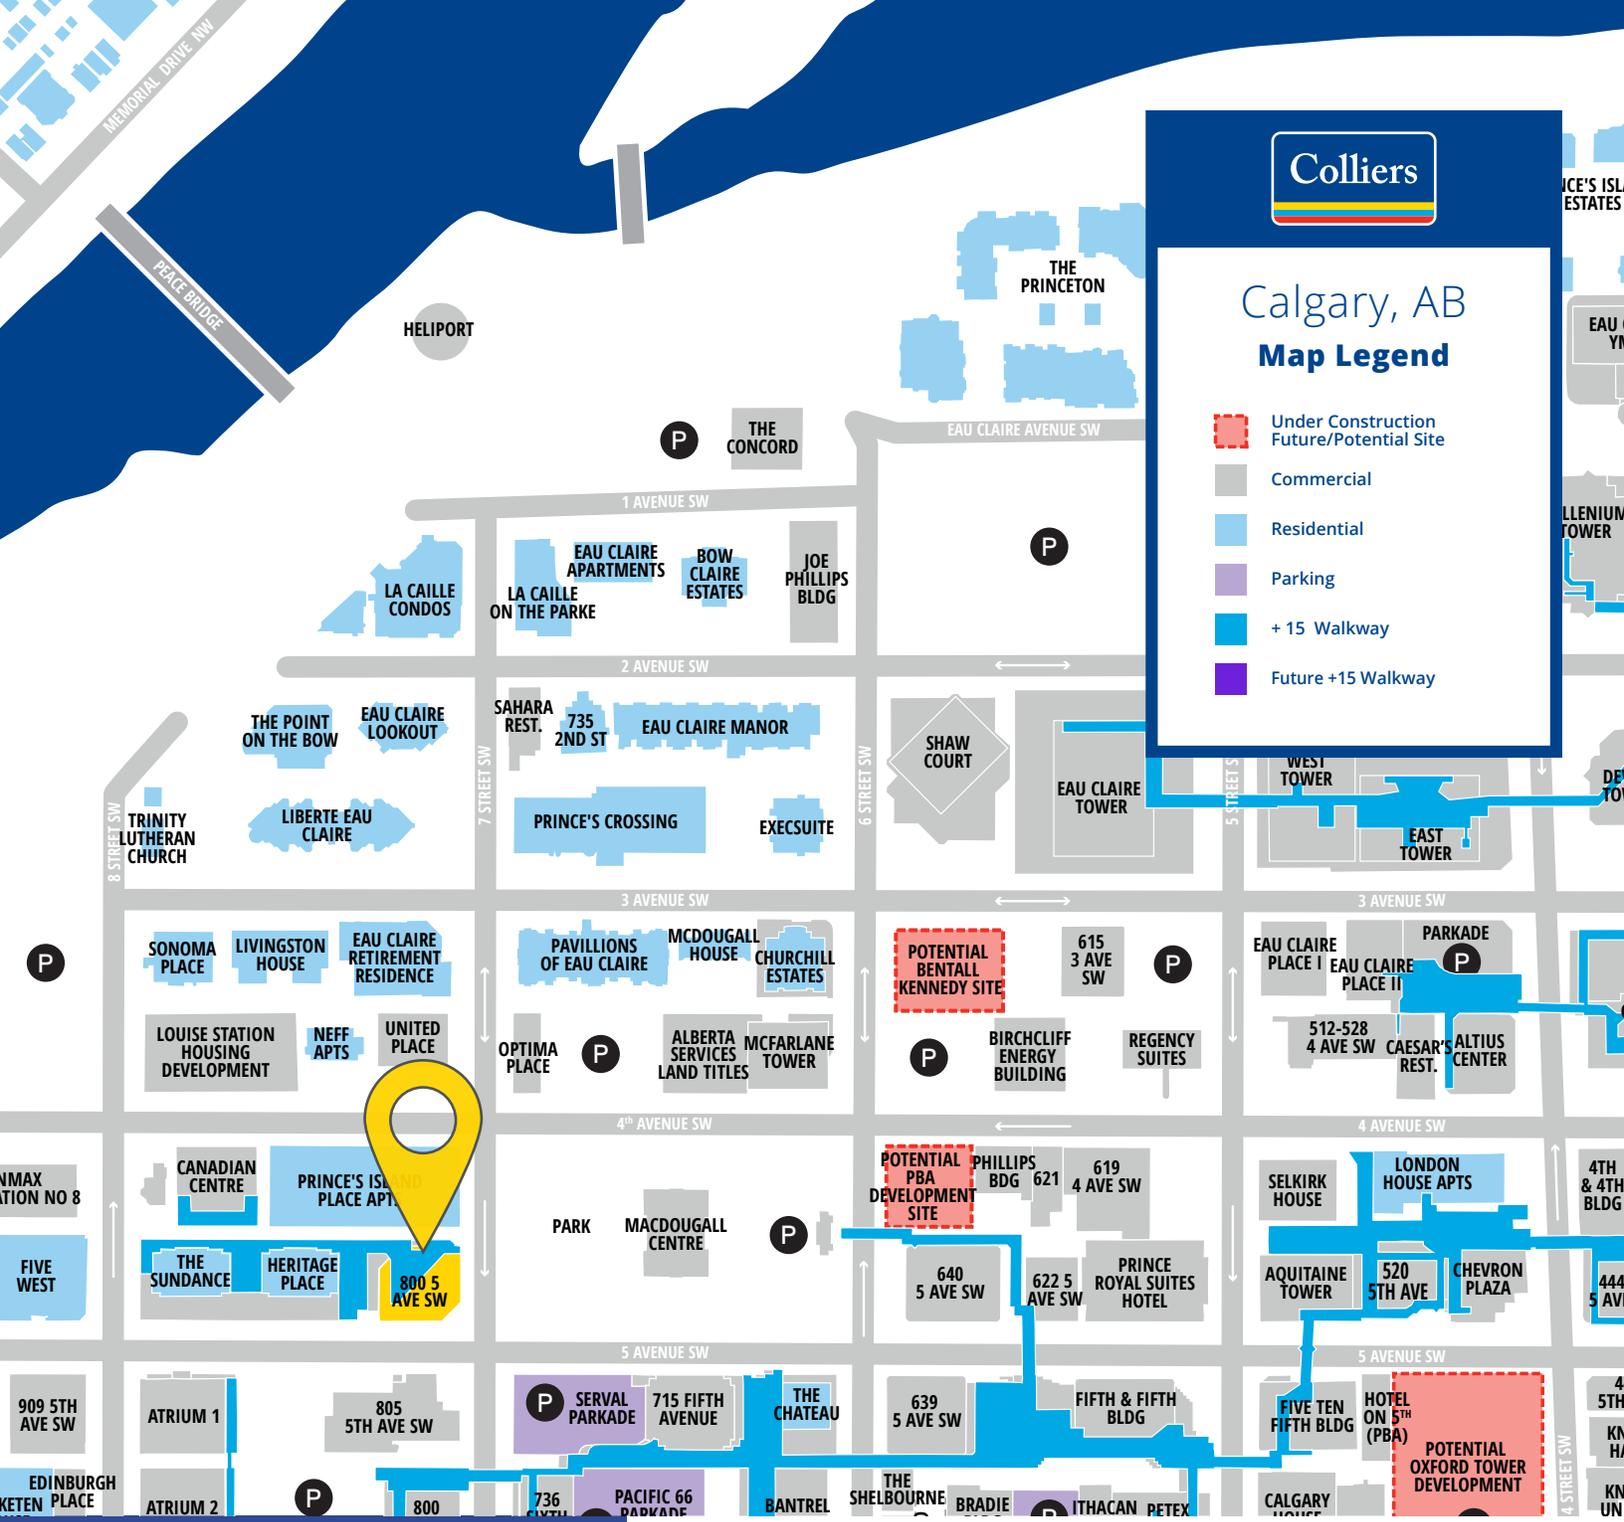 MEMORIAL DRIVE NW
PEACE BRIDGE
HELIPORT
THE
PRINCETON
Colliers
Calgary, AB
Map Legend
Under Construction
Future/Potential Site
Commercial
Residential
Parking
+ 15 Walkway
Future +15 Walkway
ESTATES
EAU
P
THE
CONCORD
EAU CLAIRE AVENUE SW
1 AVENUE SW
LA CAILLE
CONDOS
LA CAILLE
ON THE PARKE
EAU CLAIRE
APARTMENTS
BOW
CLAIRE
ESTATES
JOE
PHILLIPS
BLDG
P
TOWER
2 AVENUE SW
THE POINT
ON THE BOW
EAU CLAIRE
LOOKOUT
SAHARA
REST.
735
2ND ST
EAU CLAIRE MANOR
SHAW
COURT
EAU CLAIRE
TOWER
WEST
TOWER
EAST
TOWER
8 STREET SW
7 STREET SW
6 STREET SW
5 STREET
TRINITY
LUTHERAN
CHURCH
LIBERTE EAU
CLAIRE
PRINCE'S CROSSING
EXECSUITE
3 AVENUE SW
3 AVENUE SW
P
SONOMA
PLACE
LIVINGSTON
HOUSE
EAU CLAIRE
RETIREMENT
RESIDENCE
PAVILLIONS
OF EAU CLAIRE
MCDOUGALL
HOUSE
CHURCHILL
ESTATES
POTENTIAL
BENTALL
KENNEDY SITE
615
3 AVE
SW
P
EAU CLAIRE
PLACE I
EAU CLAIRE
PLACE II
PARKADE
P
LOUISE STATION
HOUSING
DEVELOPMENT
NEFF
APTS
UNITED
PLACE
OPTIMA
PLACE
P
ALBERTA
SERVICES
LAND TITLES
MCFARLANE
TOWER
P
BIRCHCLIFF
ENERGY
BUILDING
REGENCY
SUITES
512-528
4 AVE SW
CAESAR'S
REST.
ALTIUS
CENTER
4th AVENUE SW
4 AVENUE SW
NMAX
ATION NO 8
CANADIAN
CENTRE
PRINCE'S ISLAND
PLACE APTS
PARK
MACDOUGALL
CENTRE
P
POTENTIAL
PBA
DEVELOPMENT
SITE
PHILLIPS
BDG
621
619
4 AVE SW
SELKIRK
HOUSE
LONDON
HOUSE APTS
4TH
& 4TH
BLDG
FIVE
WEST
THE
SUNDANCE
HERITAGE
PLACE
800 5
AVE SW
640
5 AVE SW
622 5
AVE SW
PRINCE
ROYAL SUITES
HOTEL
AQUITAINE
TOWER
520
5TH AVE
CHEVRON
PLAZA
444
5 AVE
5 AVENUE SW
5 AVENUE SW
909 5TH
AVE SW
ATRIUM 1
805
5TH AVE SW
P
SERVAL
PARKADE
715 FIFTH
AVENUE
THE
CHATEAU
639
5 AVE SW
FIFTH & FIFTH
BLDG
FIVE TEN
FIFTH BLDG
HOTEL
ON 5TH
(PBA)
POTENTIAL
OXFORD TOWER
DEVELOPMENT
4 STREET SW
EDINBURGH
PLACE
ATRIUM 2
P
800
736
SIXTH
PACIFIC 66
PARKADE
BANTREL
THE
SHELBOURNE
BRADIE
ITHACAN
PETEX
CALGARY
HOUSE